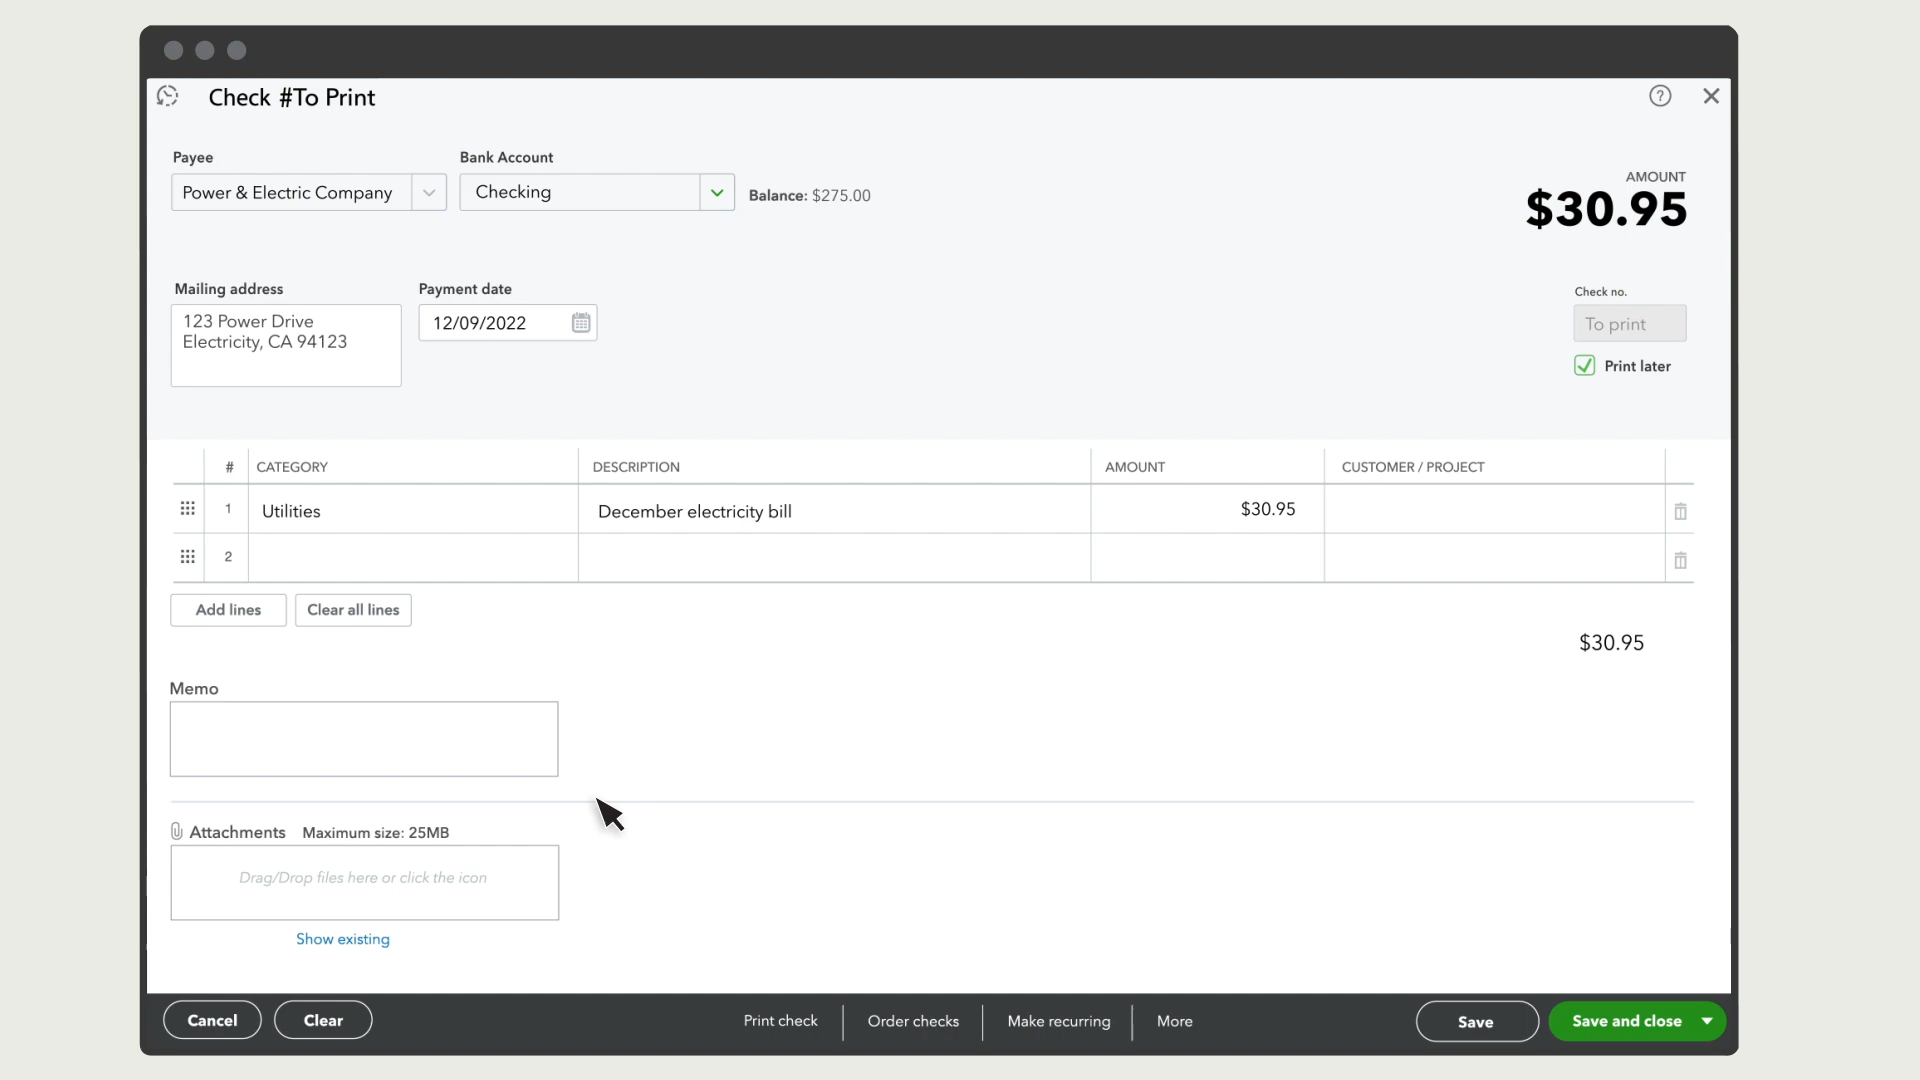 Check #To Print
Payee
Bank Account
Power & Electric Company
Checking
Balance: $275.00
AMOUNT
$30.95
Mailing address
Payment date
123 Power Drive
Electricity, CA 94123
12/09/2022
Check no.
To print
Print later
# CATEGORY DESCRIPTION AMOUNT CUSTOMER / PROJECT
1 Utilities December electricity bill $30.95
2
Add lines Clear all lines
$30.95
Memo
Attachments Maximum size: 25MB
Drag/Drop files here or click the icon
Show existing
Cancel Clear Print check Order checks Make recurring More Save Save and close